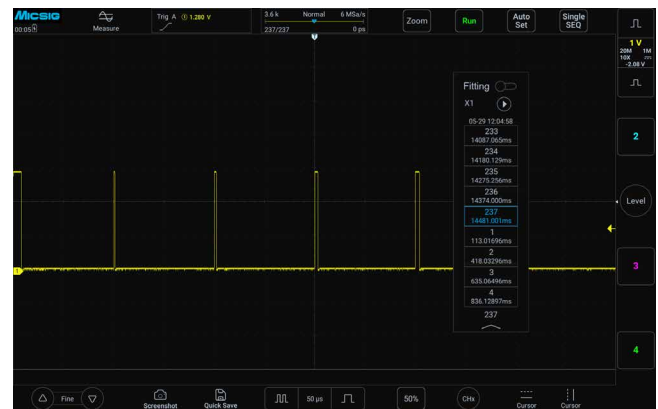 Micsig
00:05
Measure
Trig A 1 1.280 V
3.6 k Normal 6 MSa/s
237/237 0 ps
Zoom
Run
Auto Set
Single SEQ
1 V
20M 1M
10X
-2.08 V
2
Level
3
4
Fitting
X1
05-29 12:04:58
233
14087.065ms
234
14180.129ms
235
14275.256ms
236
14374.000ms
237
14481.001ms
1
113.01696ms
2
418.03296ms
3
635.06496ms
4
836.12897ms
237
1
Fine
Screenshot
Quick Save
50 µs
50%
CHx
Cursor
Cursor